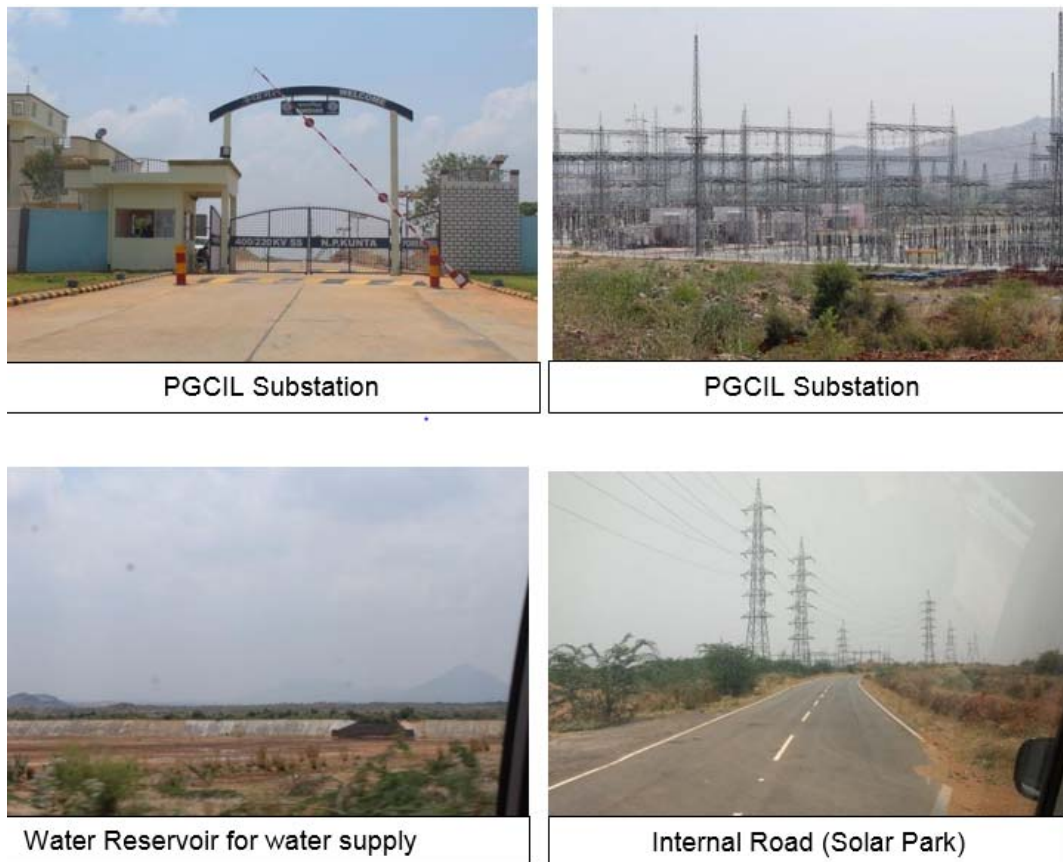 WELCOME
400/220 KV SS N.P.KUNTA
PGCIL Substation
PGCIL Substation
Water Reservoir for water supply
Internal Road (Solar Park)